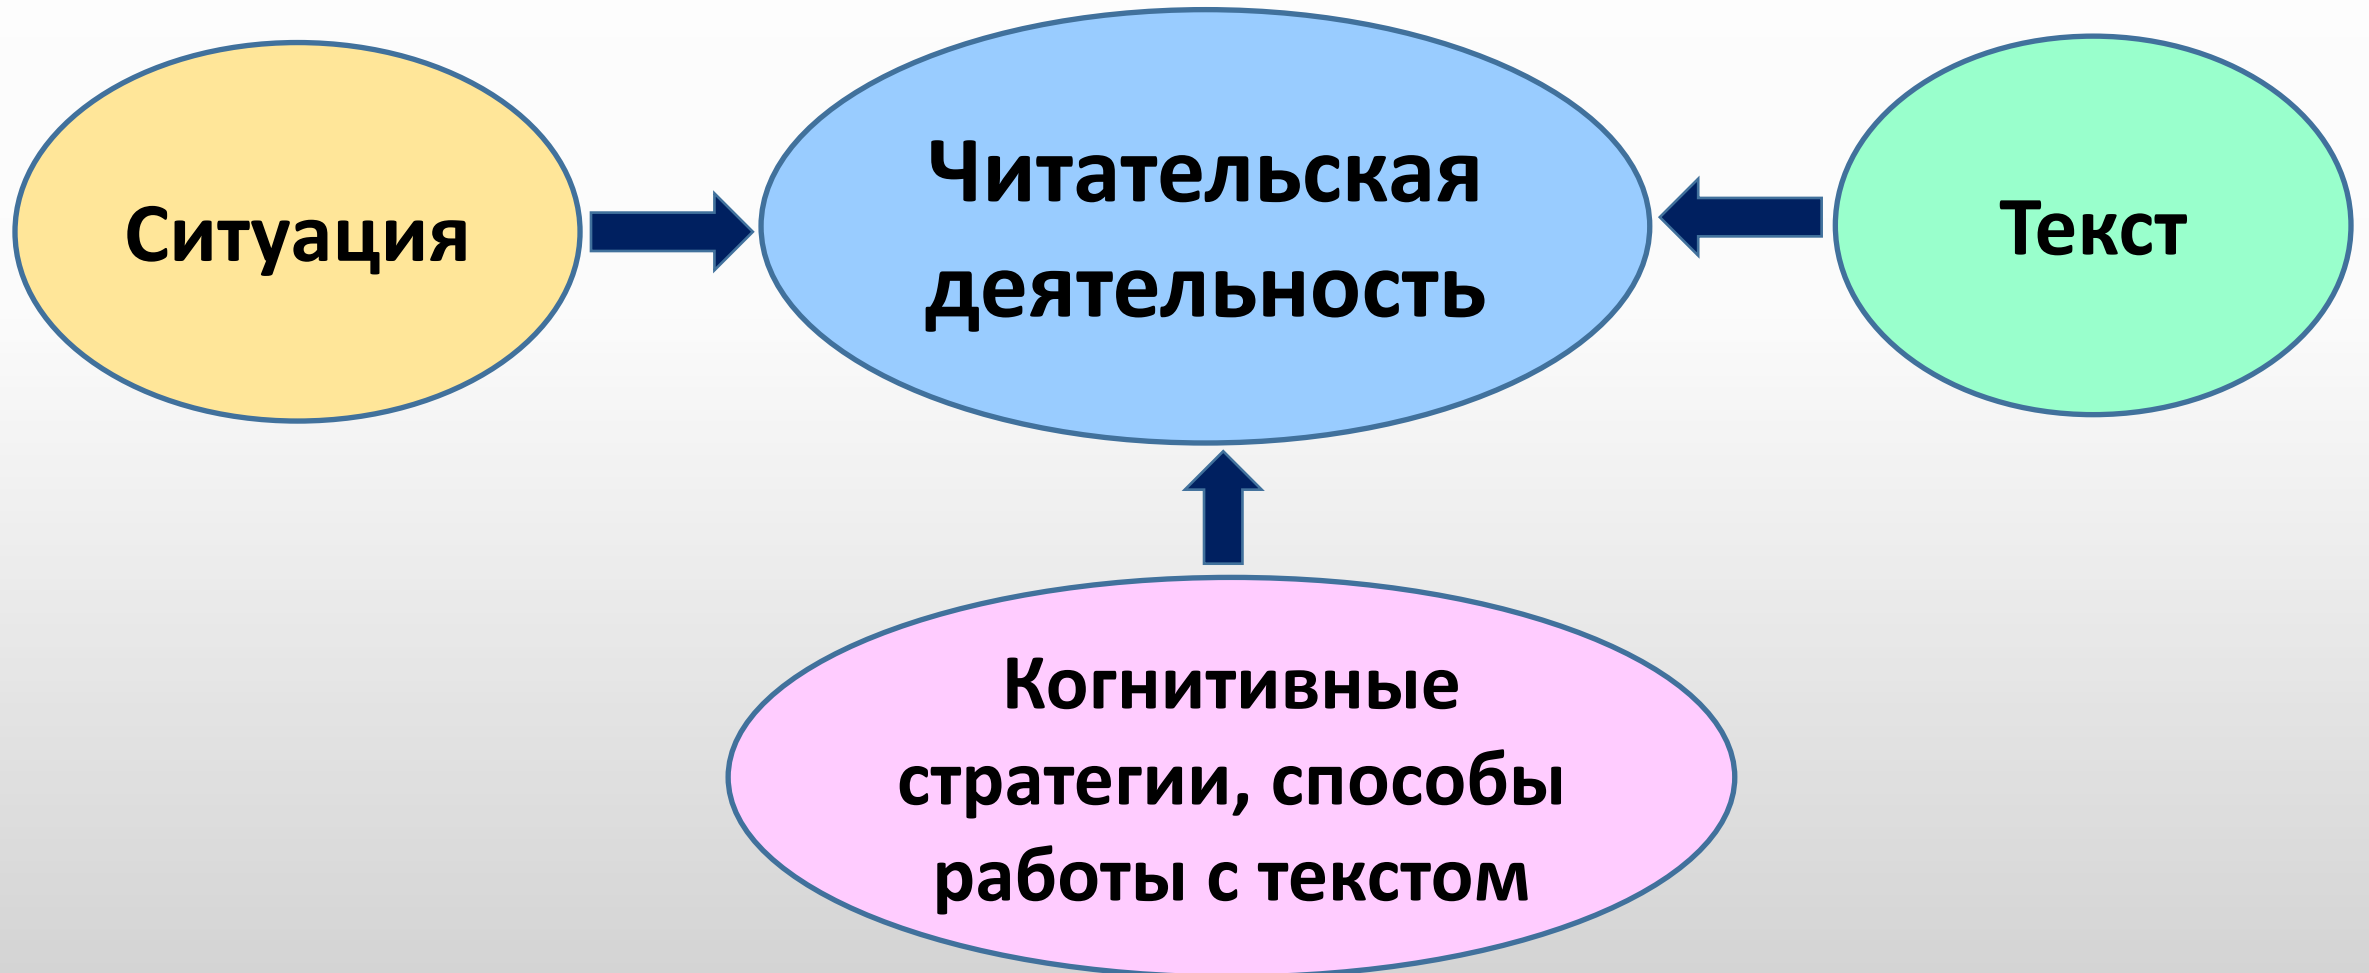 Ситуация
Читательская
деятельность
Текст
Когнитивные
стратегии, способы
работы с текстом